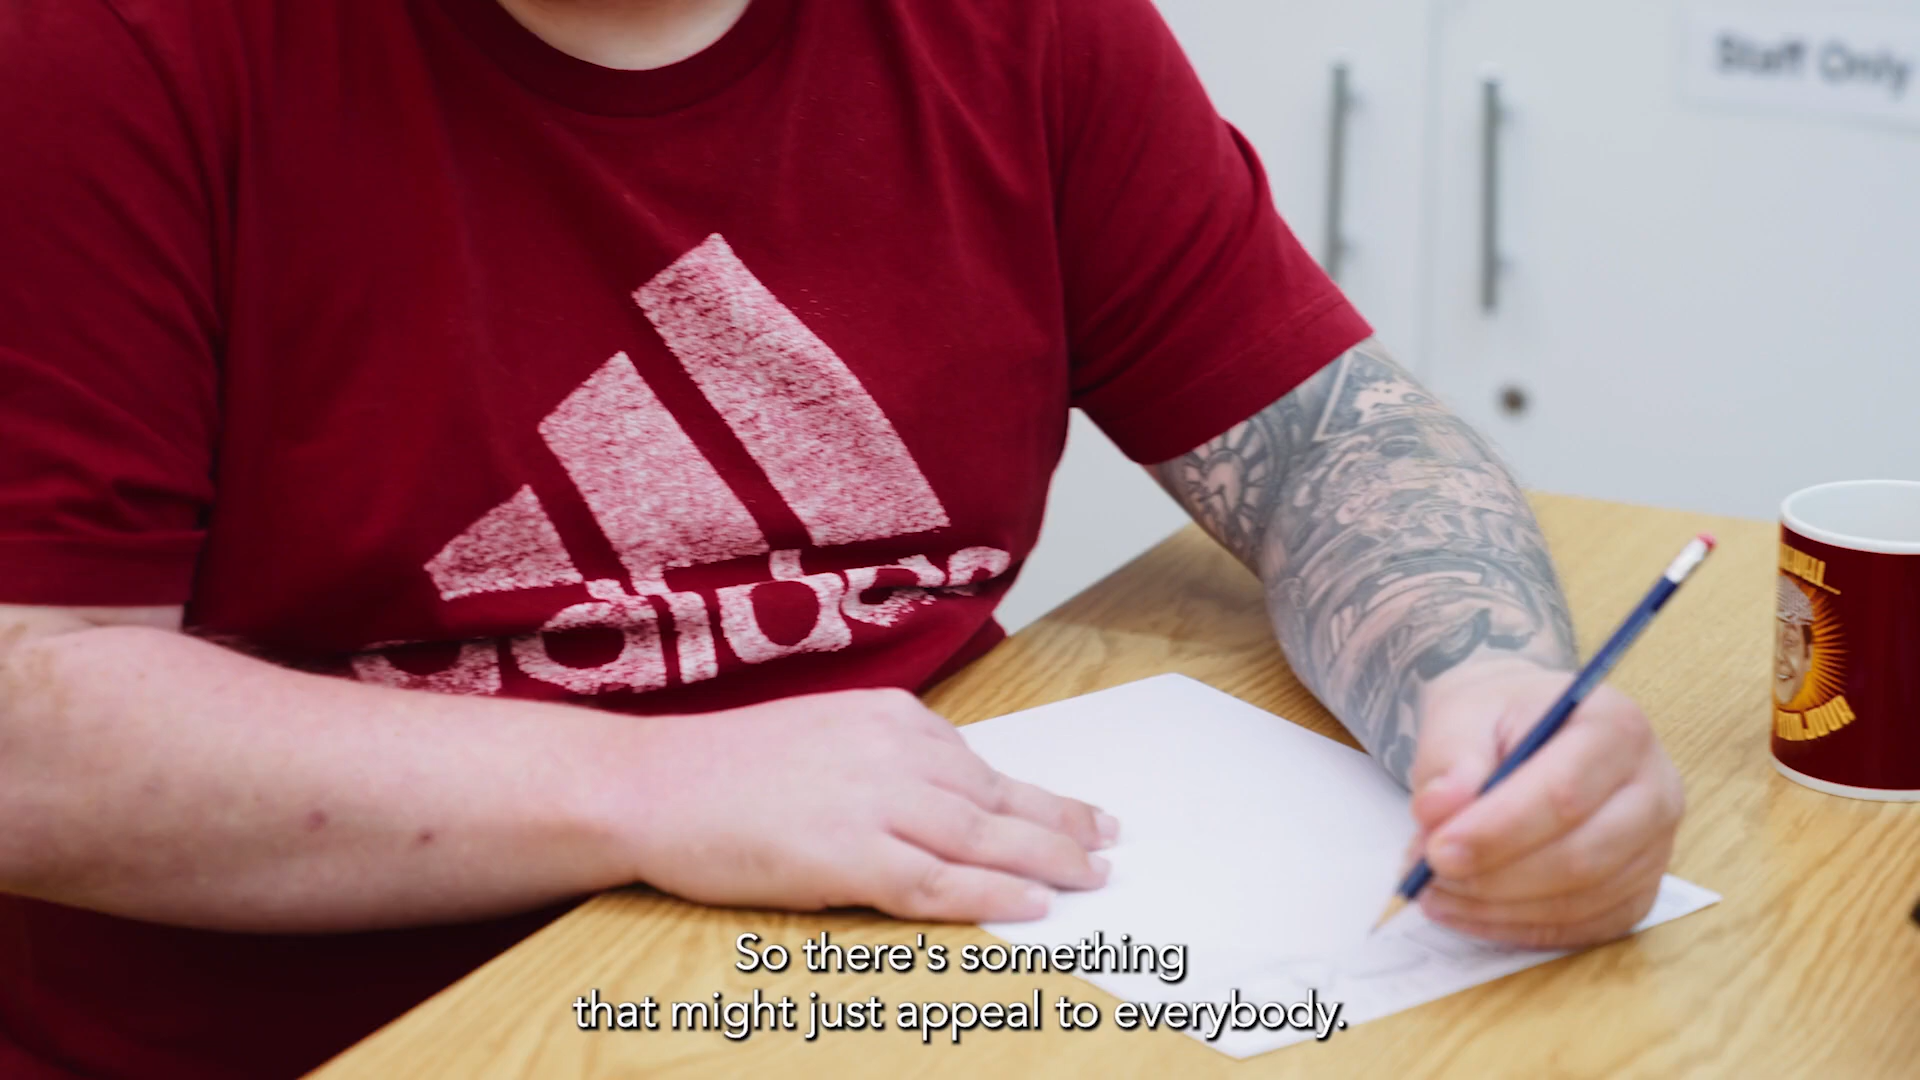 Staff Only
adidas
So there's something
that might just appeal to everybody.